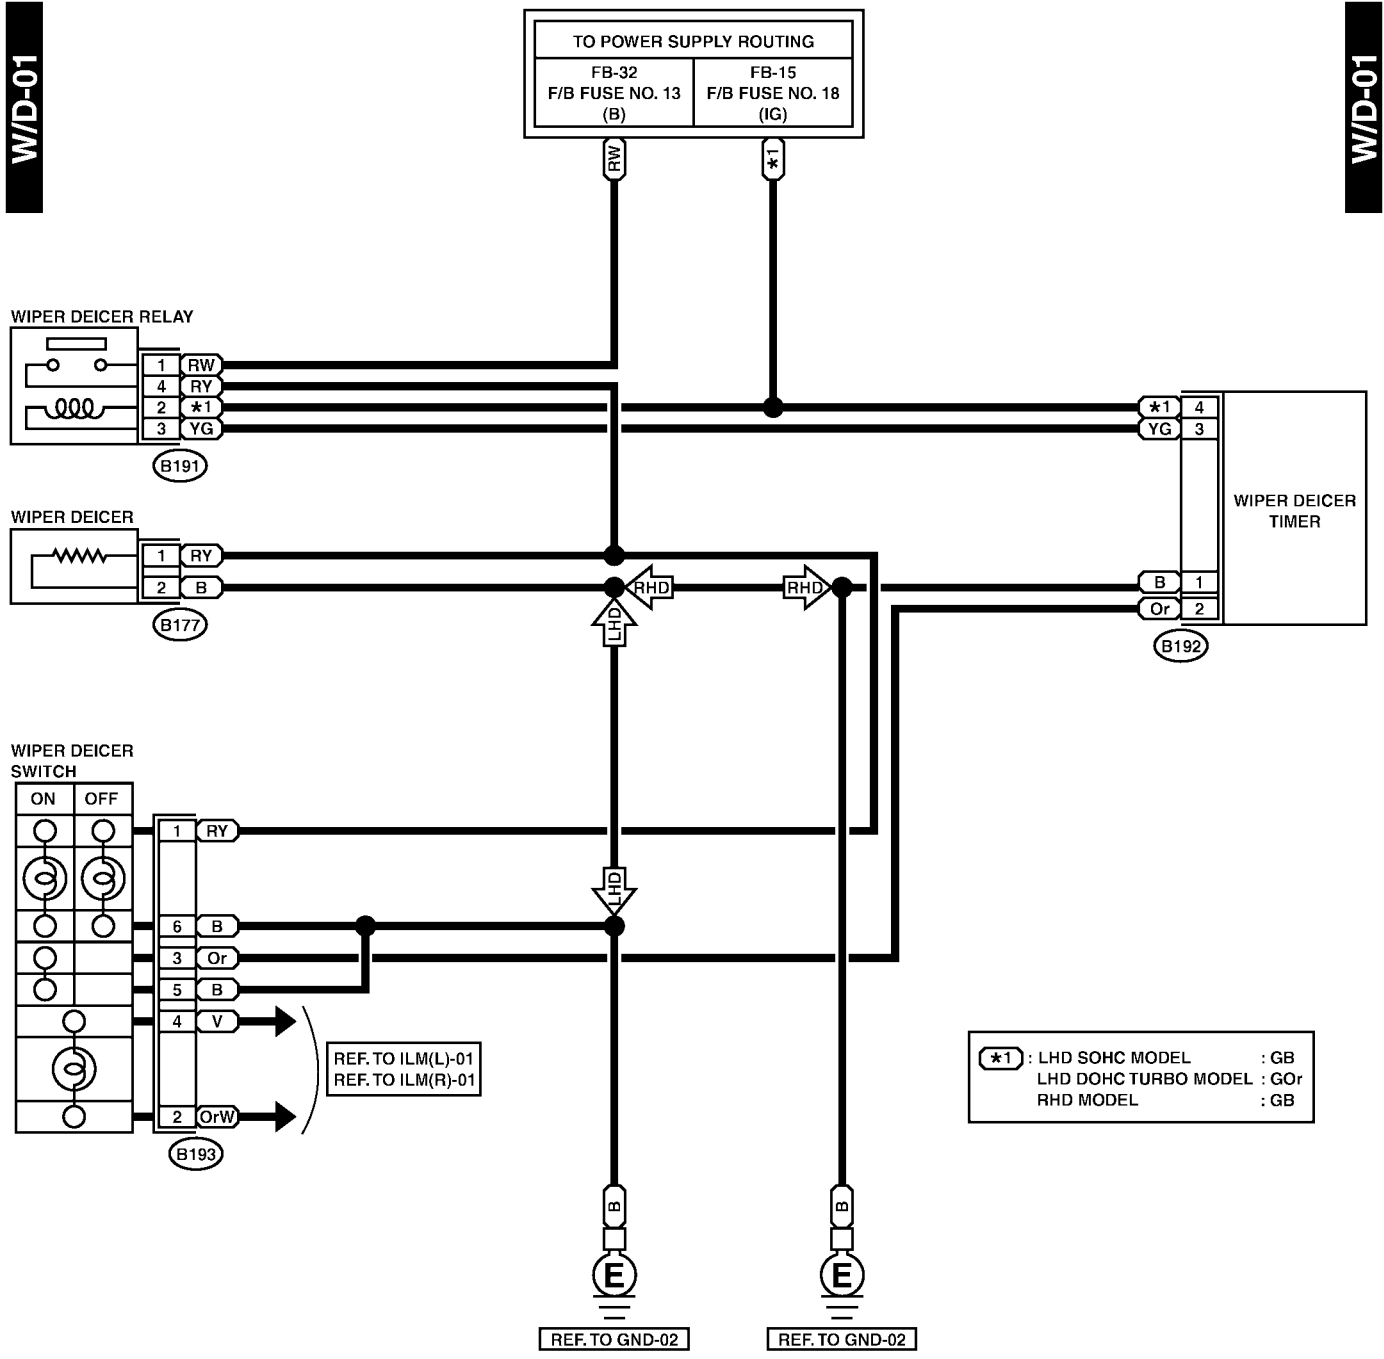 W/D-01
W/D-01
TO POWER SUPPLY ROUTING
FB-32
F/B FUSE NO. 13
(B)
FB-15
F/B FUSE NO. 18
(IG)
RW
*1
WIPER DEICER RELAY
1 RW
4 RY
2 *1
3 YG
B191
*1 4
YG 3
WIPER DEICER
TIMER
B 1
Or 2
B192
WIPER DEICER
1 RY
2 B
B177
RHD
RHD
LHD
LHD
WIPER DEICER
SWITCH
ON OFF
1 RY
6 B
3 Or
5 B
4 V
2 OrW
B193
REF. TO ILM(L)-01
REF. TO ILM(R)-01
*1 : LHD SOHC MODEL : GB
LHD DOHC TURBO MODEL : GOr
RHD MODEL : GB
B
B
E
E
REF. TO GND-02
REF. TO GND-02